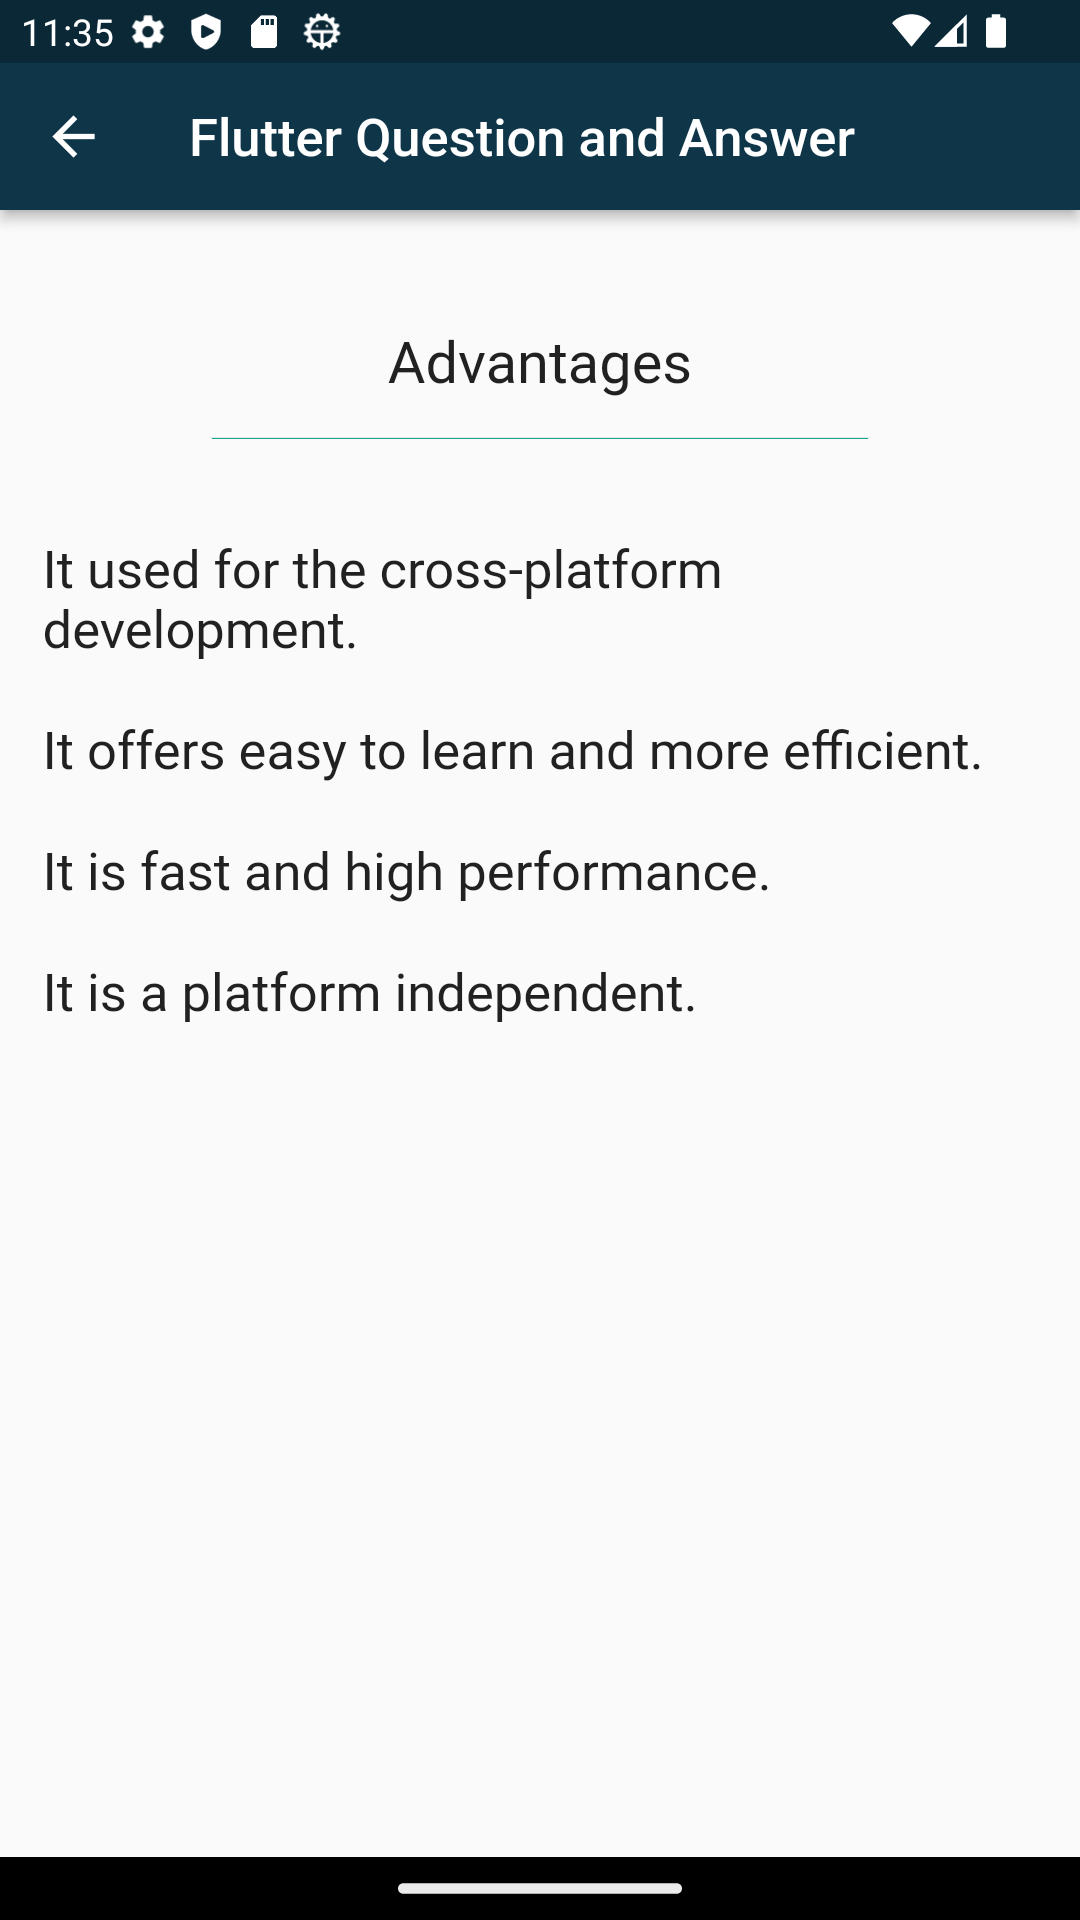 11:35
Flutter Question and Answer
Advantages
It used for the cross-platform
development.
It offers easy to learn and more efficient.
It is fast and high performance.
It is a platform independent.